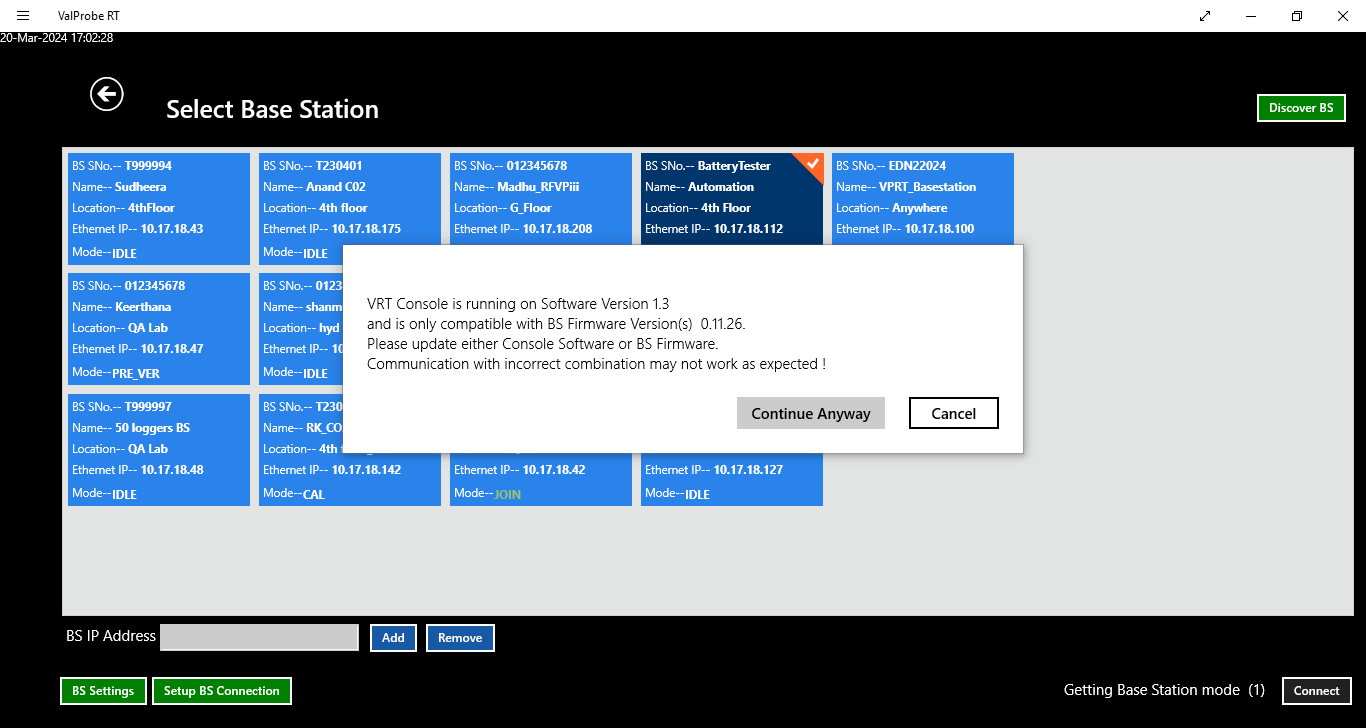 ValProbe RT
20-Mar-2024 17:02:28
Select Base Station
Discover BS
BS SNo.-- T999994
Name-- Sudheera
Location-- 4thFloor
Ethernet IP-- 10.17.18.43
Mode--IDLE
BS SNo.-- T230401
Name-- Anand C02
Location-- 4th floor
Ethernet IP-- 10.17.18.175
Mode--IDLE
BS SNo.-- 012345678
Name-- Madhu_RFVPiii
Location-- G_Floor
Ethernet IP-- 10.17.18.208
BS SNo.-- BatteryTester
Name-- Automation
Location-- 4th Floor
Ethernet IP-- 10.17.18.112
BS SNo.-- EDN22024
Name-- VPRT_Basestation
Location-- Anywhere
Ethernet IP-- 10.17.18.100
BS SNo.-- 012345678
Name-- Keerthana
Location-- QA Lab
Ethernet IP-- 10.17.18.47
Mode--PRE_VER
BS SNo.-- 0123
Name-- shanm
Location-- hyd
Ethernet IP-- 10
Mode--IDLE
VRT Console is running on Software Version 1.3
and is only compatible with BS Firmware Version(s)  0.11.26.
Please update either Console Software or BS Firmware.
Communication with incorrect combination may not work as expected !
Continue Anyway
Cancel
BS SNo.-- T999997
Name-- 50 loggers BS
Location-- QA Lab
Ethernet IP-- 10.17.18.48
Mode--IDLE
BS SNo.-- T230
Name-- RK_CO
Location-- 4th
Ethernet IP-- 10.17.18.142
Mode--CAL
Ethernet IP-- 10.17.18.42
Mode--JOIN
Ethernet IP-- 10.17.18.127
Mode--IDLE
BS IP Address
Add
Remove
BS Settings
Setup BS Connection
Getting Base Station mode (1)
Connect